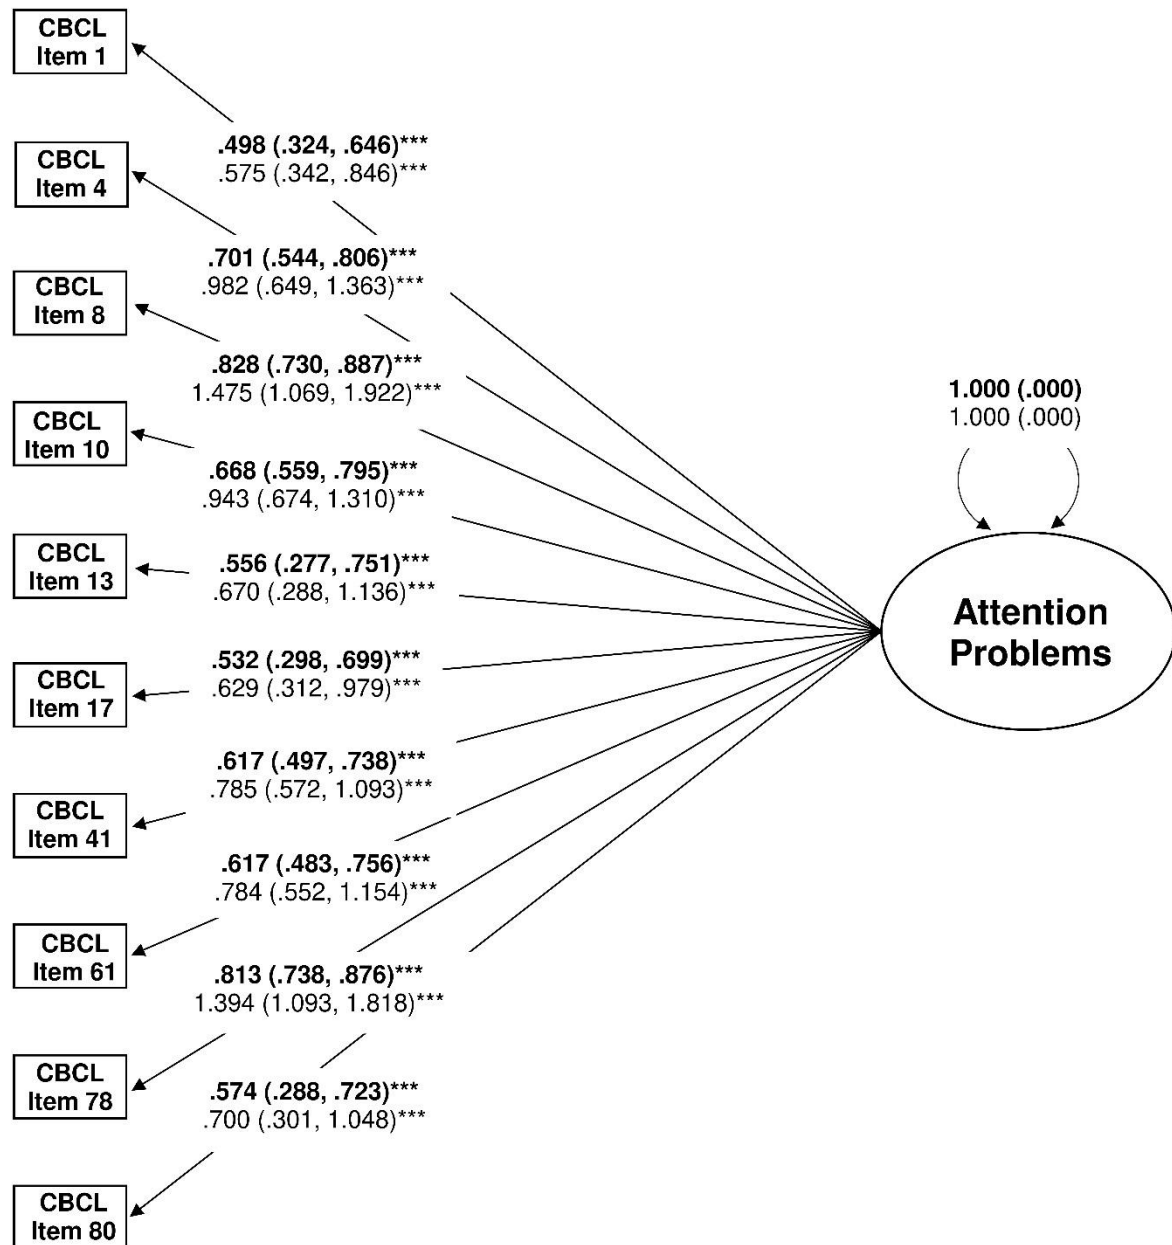 CBCL
Item 1
.498 (.324, .646)***
.575 (.342, .846)***
CBCL
Item 4
.701 (.544, .806)***
.982 (.649, 1.363)***
CBCL
Item 8
.828 (.730, .887)***
1.475 (1.069, 1.922)***
1.000 (.000)
1.000 (.000)
CBCL
Item 10
.668 (.559, .795)***
.943 (.674, 1.310)***
CBCL
Item 13
.556 (.277, .751)***
.670 (.288, 1.136)***
Attention
Problems
CBCL
Item 17
.532 (.298, .699)***
.629 (.312, .979)***
CBCL
Item 41
.617 (.497, .738)***
.785 (.572, 1.093)***
CBCL
Item 61
.617 (.483, .756)***
.784 (.552, 1.154)***
CBCL
Item 78
.813 (.738, .876)***
1.394 (1.093, 1.818)***
CBCL
Item 80
.574 (.288, .723)***
.700 (.301, 1.048)***